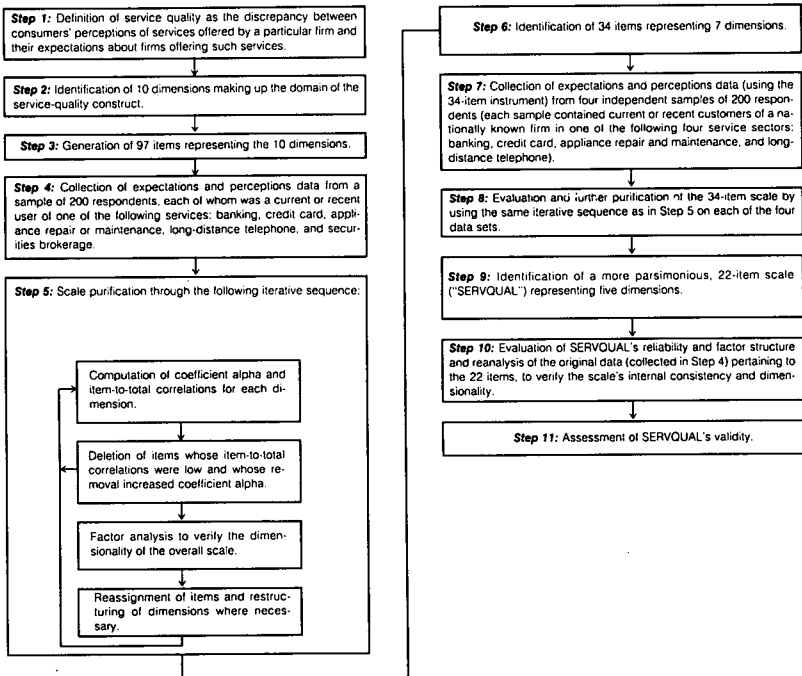 Step 1: Definition of service quality as the discrepancy between
consumers' perceptions of services offered by a particular firm and
their expectations about firms offering such services.
Step 2: Identification of 10 dimensions making up the domain of the
service-quality construct.
Step 3: Generation of 97 items representing the 10 dimensions.
Step 4: Collection of expectations and perceptions data from a
sample of 200 respondents, each of whom was a current or recent
user of one of the following services: banking, credit card, appli-
ance repair or maintenance, long-distance telephone, and secur-
ities brokerage.
Step 5: Scale purification through the following iterative sequence:
Computation of coefficient alpha and
item-to-total correlations for each di-
mension.
Deletion of items whose item-to-total
correlations were low and whose re-
moval increased coefficient alpha.
Factor analysis to verify the dimen-
sionality of the overall scale.
Reassignment of items and restruc-
turing of dimensions where neces-
sary.
Step 6: Identification of 34 items representing 7 dimensions.
Step 7: Collection of expectations and perceptions data (using the
34-item instrument) from four independent samples of 200 respon-
dents (each sample contained current or recent customers of a na-
tionally known firm in one of the following four service sectors:
banking, credit card, appliance repair and maintenance, and long-
distance telephone).
Step 8: Evaluation and further purification of the 34-item scale by
using the same iterative sequence as in Step 5 on each of the four
data sets.
Step 9: Identification of a more parsimonious, 22-item scale
("SERVQUAL") representing five dimensions.
Step 10: Evaluation of SERVQUAL's reliability and factor structure
and reanalysis of the original data (collected in Step 4) pertaining to
the 22 items, to verify the scale's internal consistency and dimen-
sionality.
Step 11: Assessment of SERVQUAL's validity.